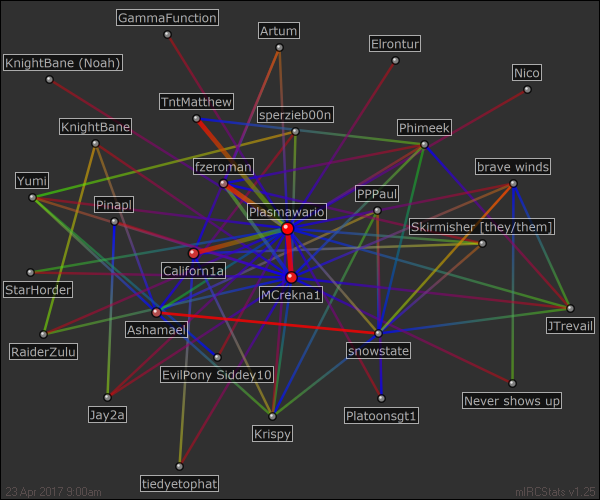 GammaFunction
Artum
Elrontur
KnightBane (Noah)
Nico
TntMatthew
sperzieb00n
KnightBane
Phimeek
fzeroman
brave winds
Yumi
PPPaul
Pinapl
Plasmawario
Skirmisher [they/them]
Californ1a
StarHorder
MCrekna1
JTrevail
Ashamael
RaiderZulu
snowstate
EvilPony Siddey10
Never shows up
Jay2a
Platoonsgt1
Krispy
tiedyetophat
23 Apr 2017 9:00am
mIRCStats v1.25